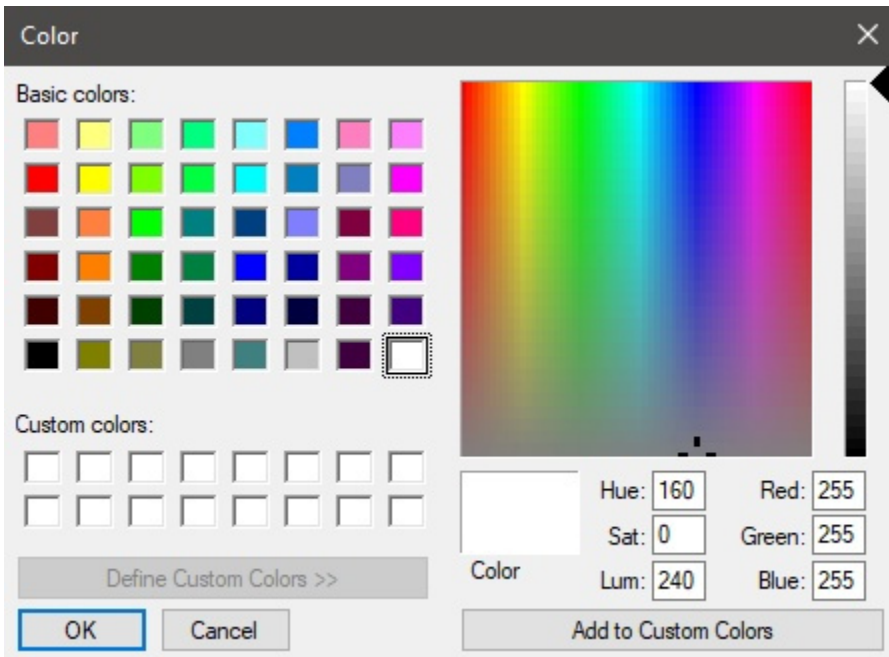 Color
Basic colors:
Custom colors:
Define Custom Colors >>
OK Cancel
Color
Hue: 160 Red: 255
Sat: 0 Green: 255
Lum: 240 Blue: 255
Add to Custom Colors